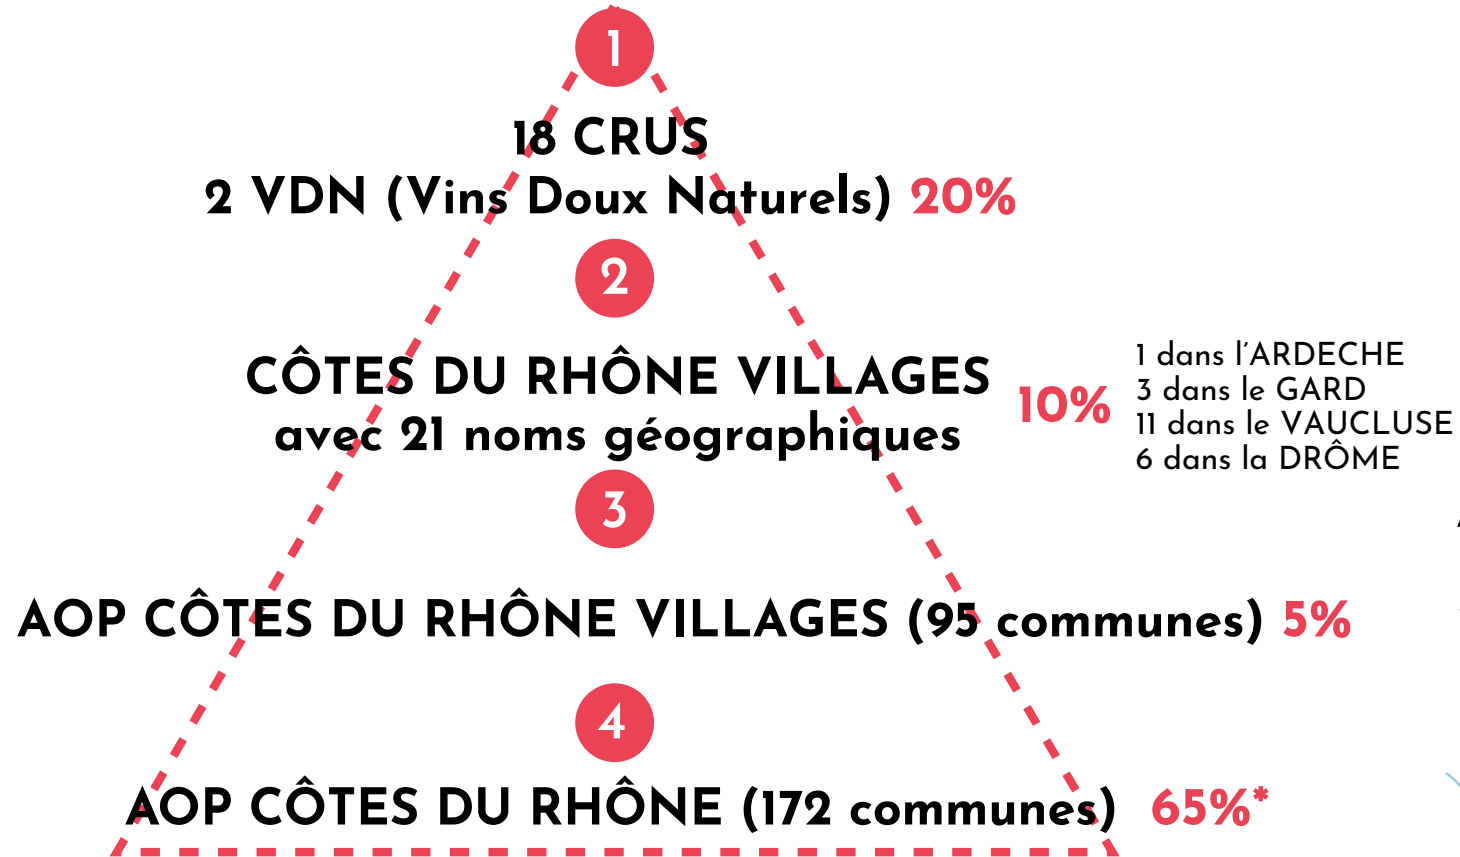 1
18 CRUS
2 VDN (Vins Doux Naturels) 20%
2
CÔTES DU RHÔNE VILLAGES
avec 21 noms géographiques
10%
1 dans l'ARDECHE
3 dans le GARD
11 dans le VAUCLUSE
6 dans la DRÔME
3
AOP CÔTES DU RHÔNE VILLAGES (95 communes) 5%
4
AOP CÔTES DU RHÔNE (172 communes) 65%*